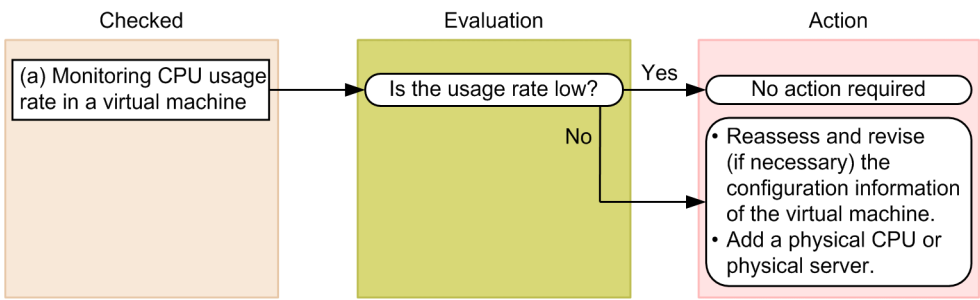 Checked
Evaluation
Action
(a) Monitoring CPU usage
rate in a virtual machine
Is the usage rate low?
Yes
No action required
No
• Reassess and revise
(if necessary) the
configuration information
of the virtual machine.
• Add a physical CPU or
physical server.